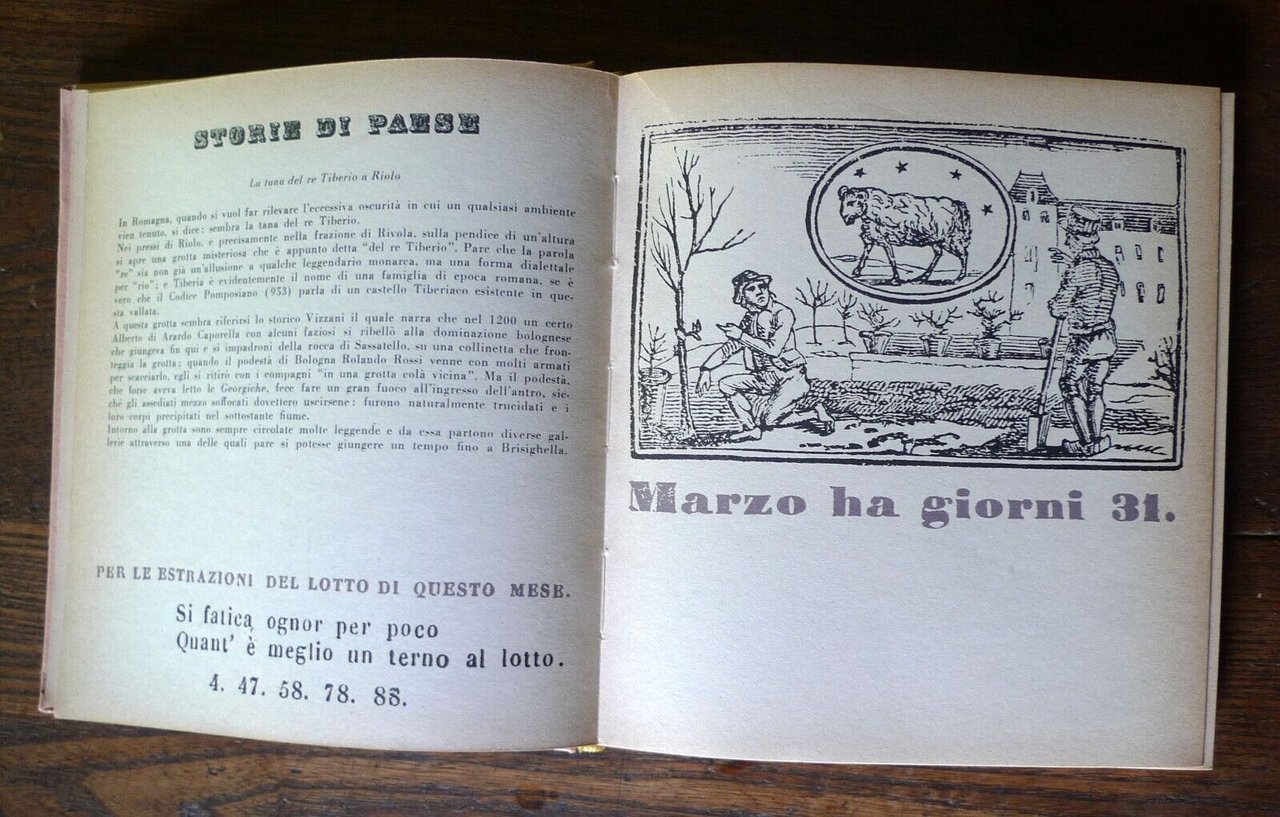 STORIE DI PAESE
La tana del re Tiberio a Riolo
In Romagna, quando si vuol far rilevare l'eccessiva oscurità in cui un qualsiasi ambiente
vien tenuto, si dice: sembra la tana del re Tiberio.
Nei pressi di Riolo, e precisamente nella frazione di Rivola, sulla pendice di un'altura
si apre una grotta misteriosa che è appunto detta "del re Tiberio". Pare che la parola
"re" sia non già un'allusione a qualche leggendario monarca, ma una forma dialettale
per "rio"; e Tiberia è evidentemente il nome di una famiglia di epoca romana, se è
vero che il Codice Pomposiano (953) parla di un castello Tiberiaco esistente in que-
sta vallata.
A questa grotta sembra riferirsi lo storico Vizzani il quale narra che nel 1200 un certo
Alberto di Arardo Caporella con alcuni faziosi si ribellò alla dominazione bolognese
che giungeva fin qui e si impadronì della rocca di Sassatello, su una collinetta che fron-
teggia la grotta; quando il podestà di Bologna Rolando Rossi venne con molti armati
per scacciarlo, egli si ritirò con i compagni "in una grotta colà vicina". Ma il podestà,
che forse aveva letto le Georgiche, fece fare un gran fuoco all'ingresso dell'antro, sic-
chè gli assediati mezzo soffocati dovettero uscirsene: furono naturalmente trucidati e i
loro corpi precipitati nel sottostante fiume.
Intorno alla grotta sono sempre circolate molte leggende e da essa partono diverse gal-
lerie attraverso una delle quali pare si potesse giungere un tempo fino a Brisighella.
PER LE ESTRAZIONI DEL LOTTO DI QUESTO MESE.
Si fatica ognor per poco
Quant' è meglio un terno al lotto.
4. 47. 58. 78. 88.
Marzo ha giorni 31.